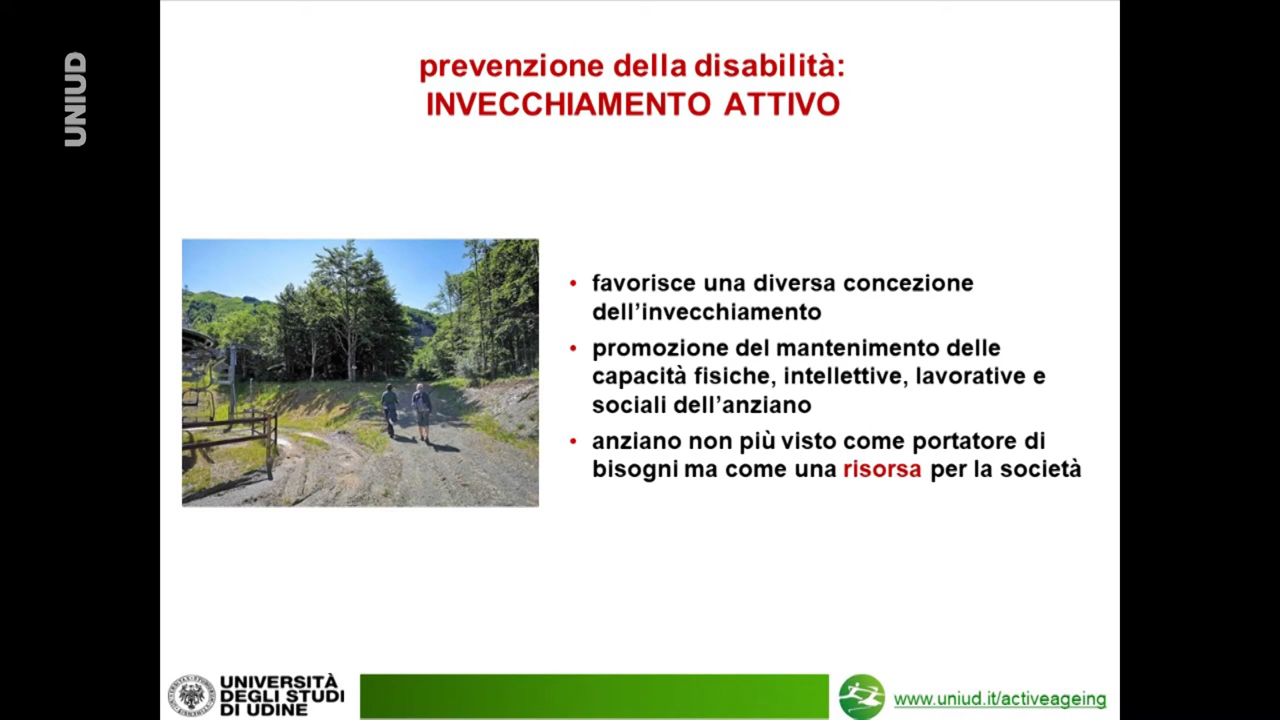 UNIUD
prevenzione della disabilità:
INVECCHIAMENTO ATTIVO
• favorisce una diversa concezione
dell’invecchiamento
• promozione del mantenimento delle
capacità fisiche, intellettive, lavorative e
sociali dell’anziano
• anziano non più visto come portatore di
bisogni ma come una risorsa per la società
UNIVERSITÀ
DEGLI STUDI
DI UDINE
www.uniud.it/activeageing